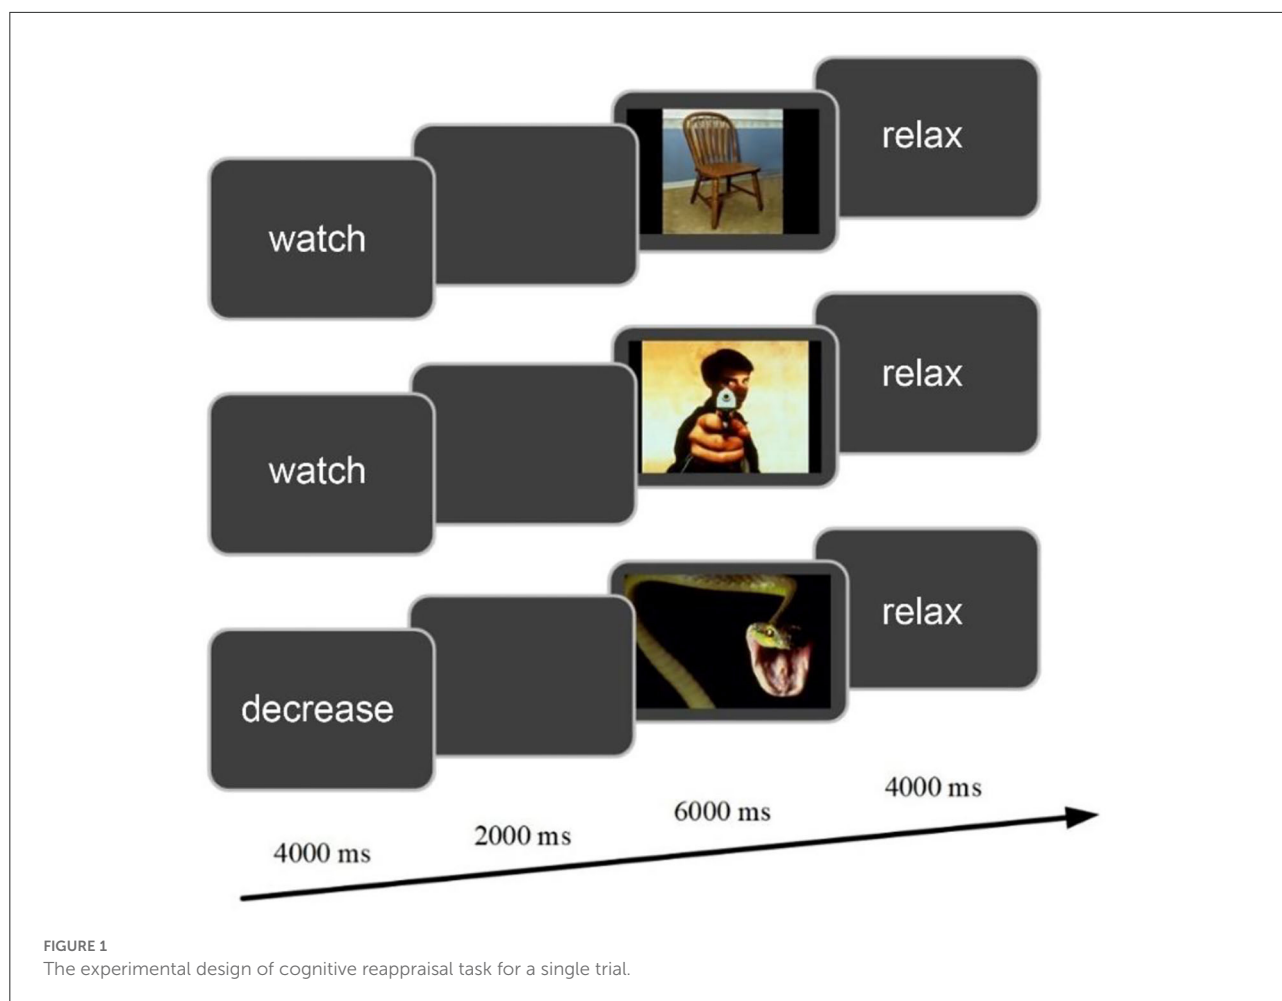 relax
watch
relax
watch
relax
decrease
4000 ms
2000 ms
6000 ms
4000 ms
FIGURE 1
The experimental design of cognitive reappraisal task for a single trial.